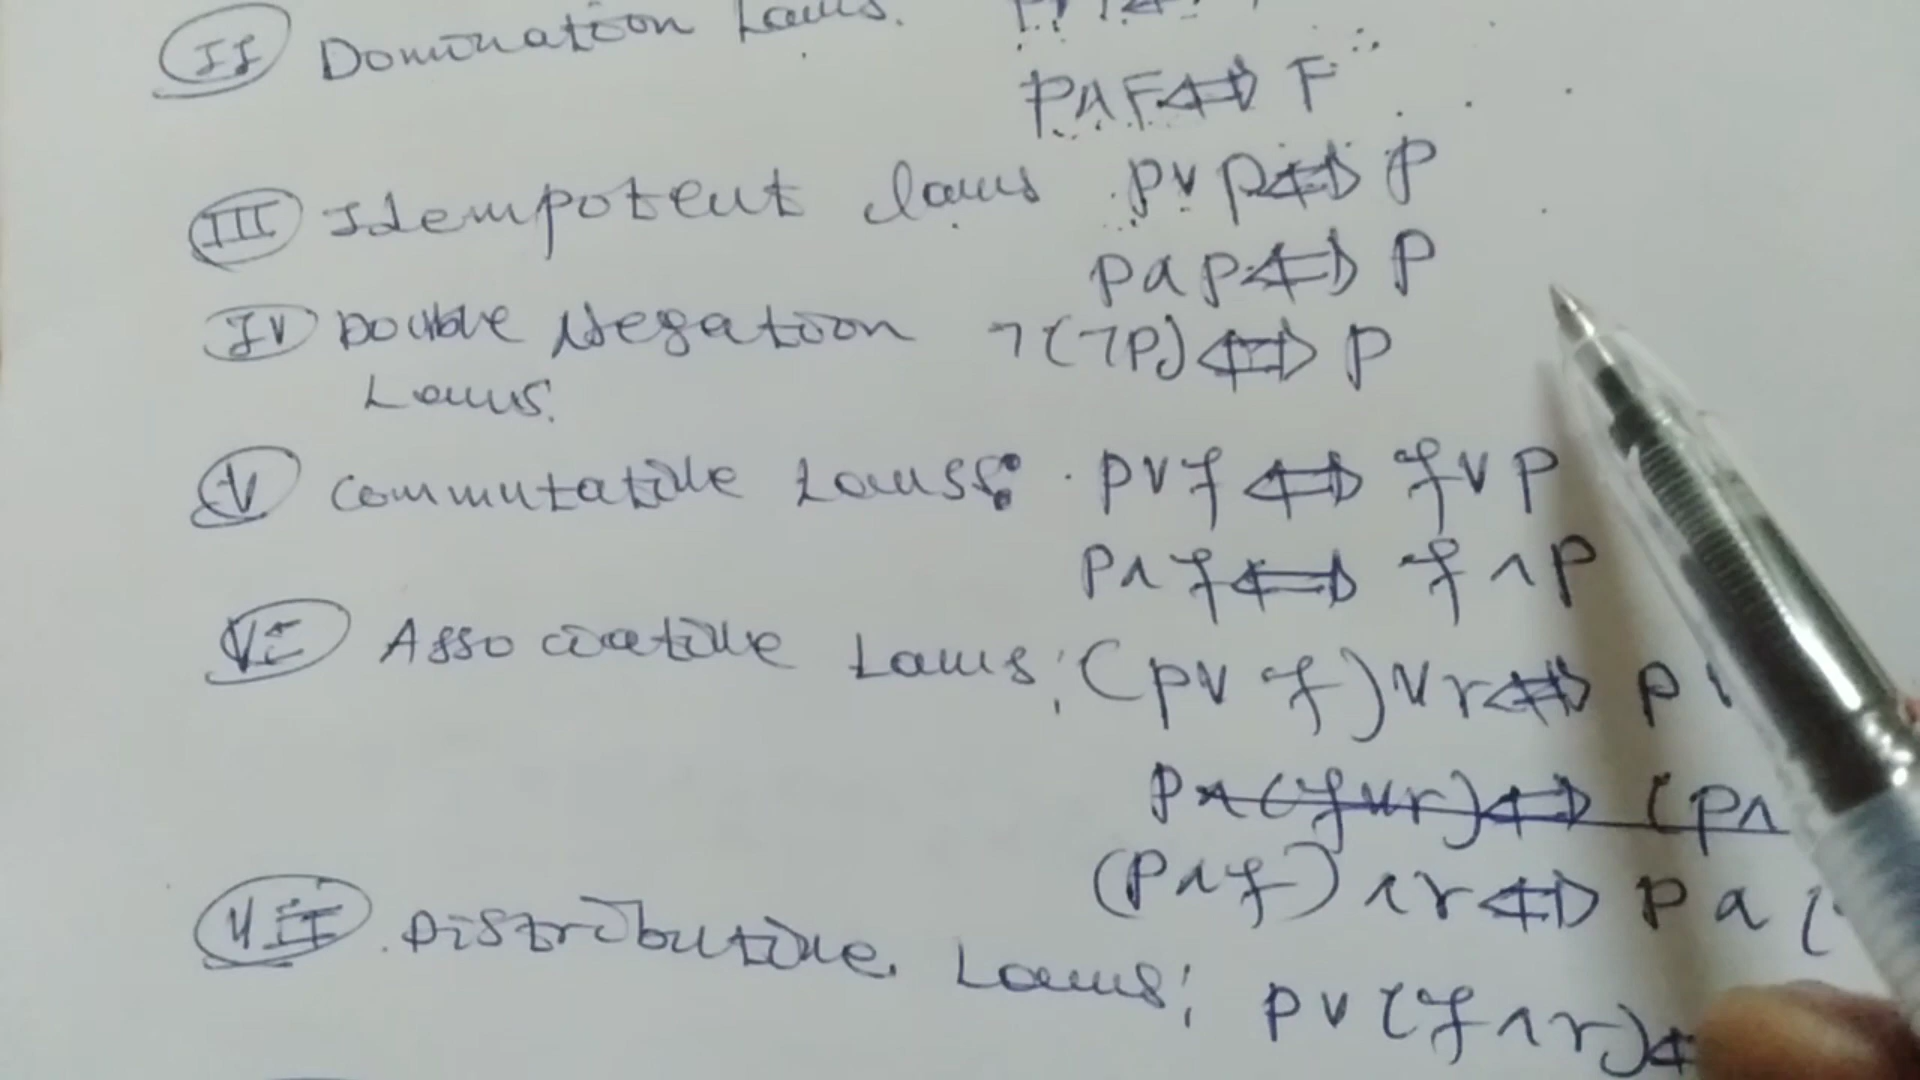 II Domination Laws.
P∧F⇔F
III Idempotent laws p∨p⇔p
p∧p⇔p
IV Double Negation ¬(¬p)⇔p
Laws.
V Commutative Laws: p∨q⇔q∨p
p∧q⇔q∧p
VI Associative Laws: (p∨q)∨r⇔p
p∧(q∨r)⇔(p∧
(p∧q)∧r⇔p∧(
VII Distributive Laws: p∨(q∧r)⇔